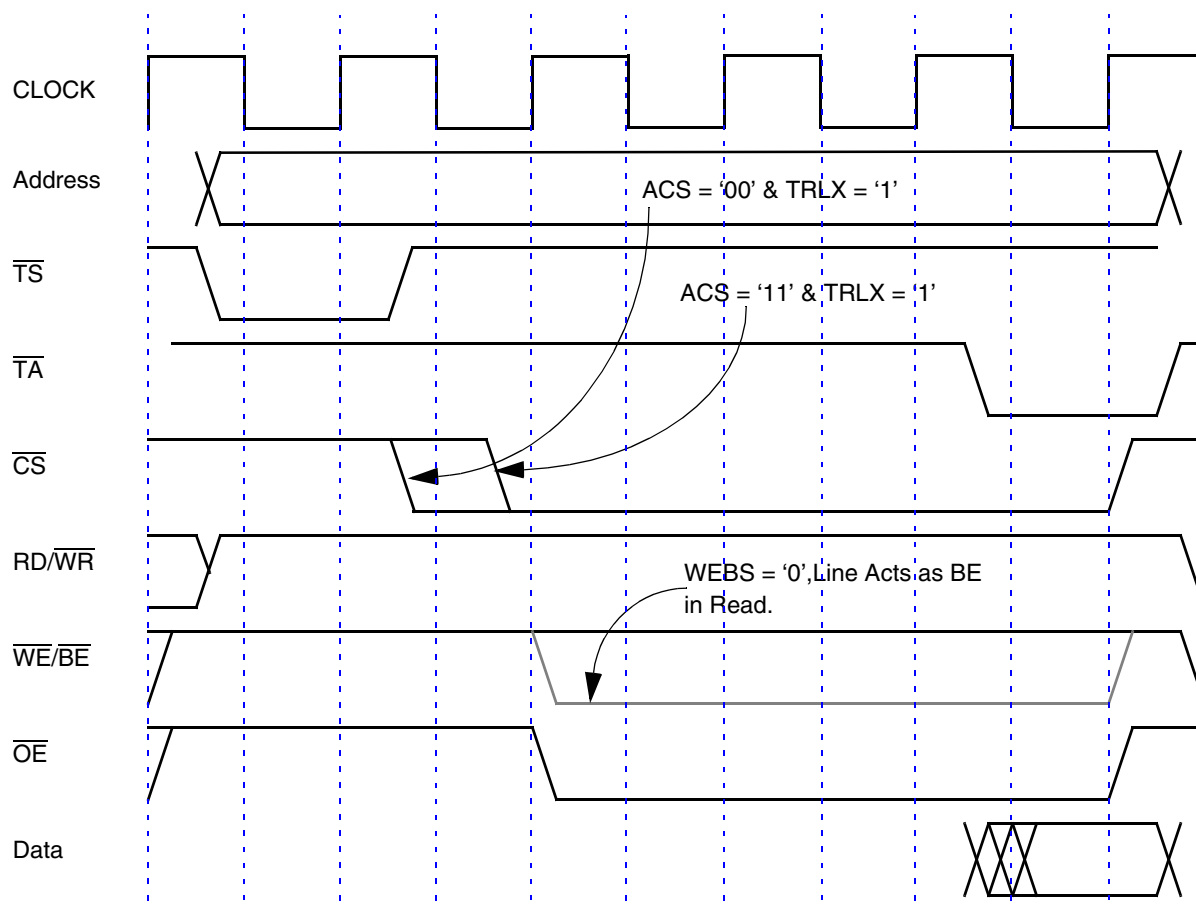 CLOCK
Address
ACS = ‘00’ & TRLX = ‘1’
TS
ACS = ‘11’ & TRLX = ‘1’
TA
CS
RD/WR
WEBS = ‘0’,Line Acts as BE
in Read.
WE/BE
OE
Data